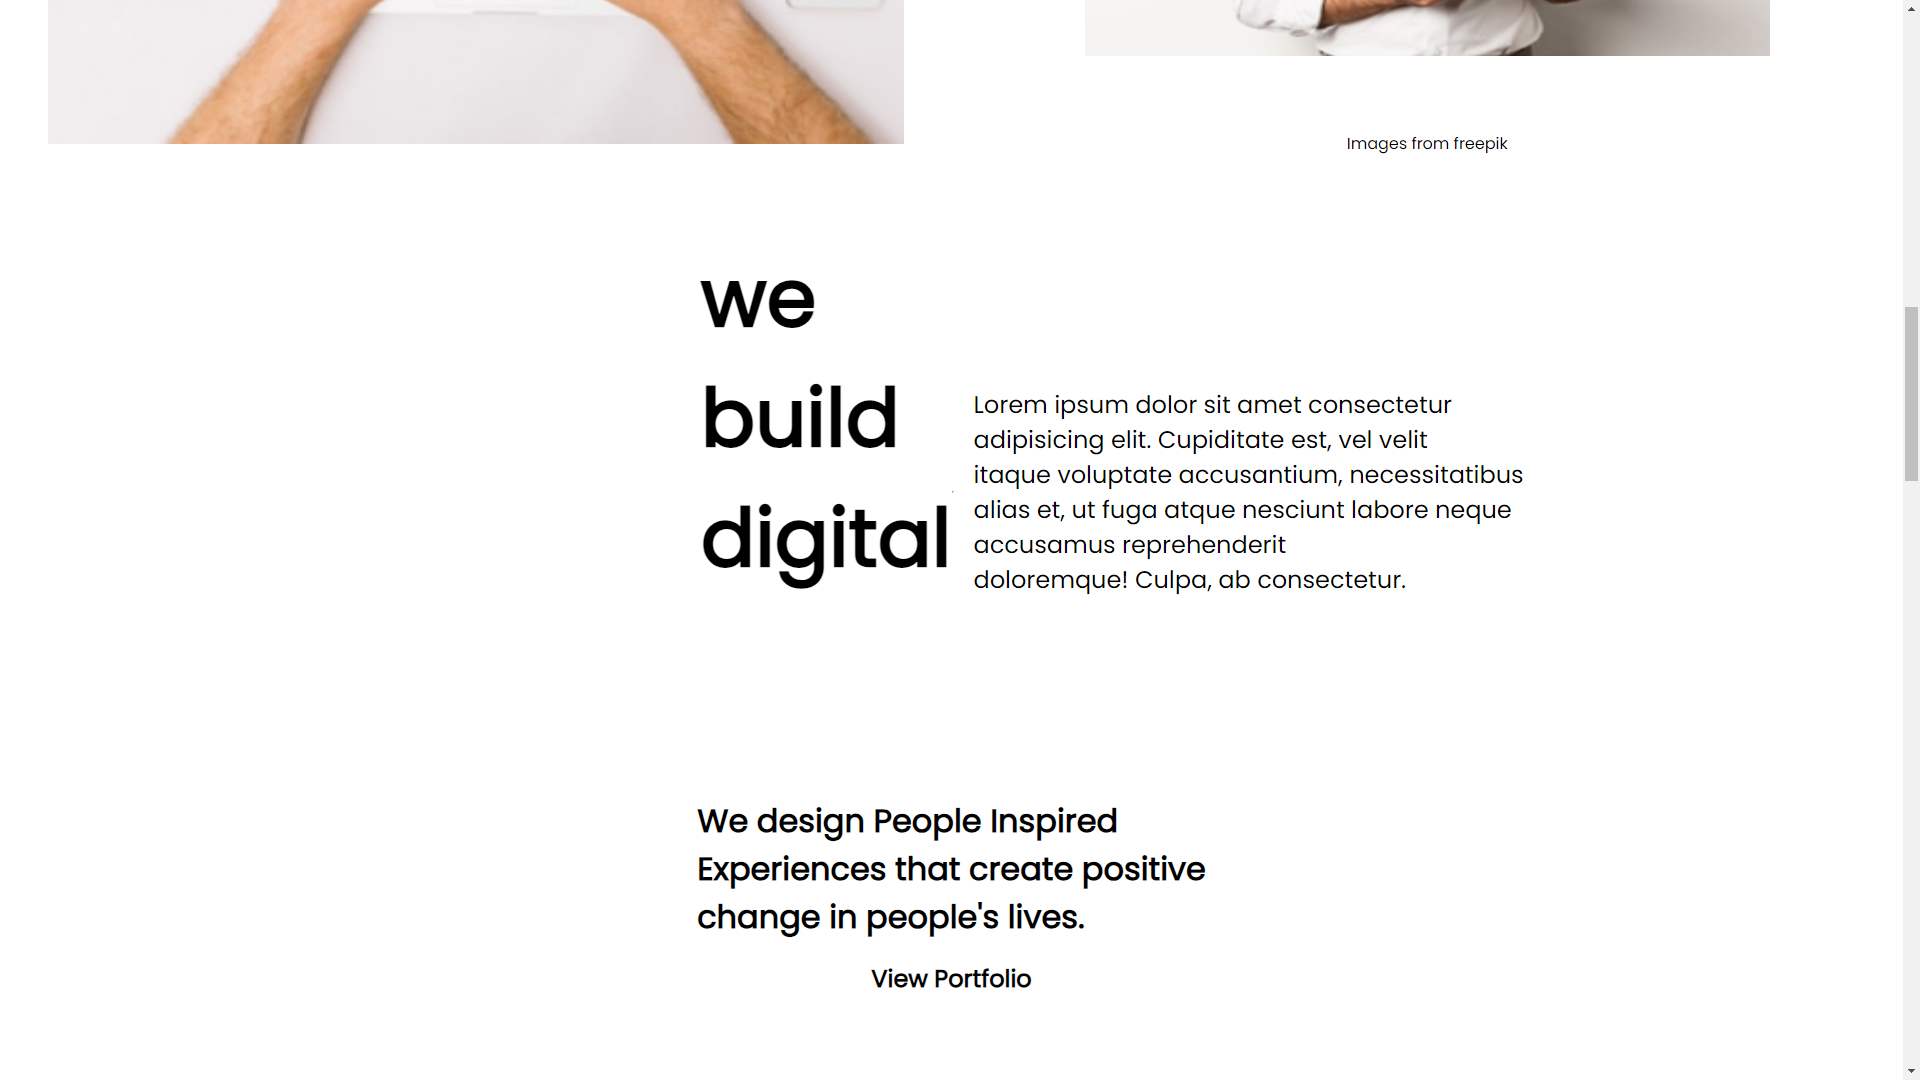 Images from freepik
we
build
digital
Lorem ipsum dolor sit amet consectetur
adipisicing elit. Cupiditate est, vel velit
itaque voluptate accusantium, necessitatibus
alias et, ut fuga atque nesciunt labore neque
accusamus reprehenderit
doloremque! Culpa, ab consectetur.
We design People Inspired
Experiences that create positive
change in people's lives.
View Portfolio